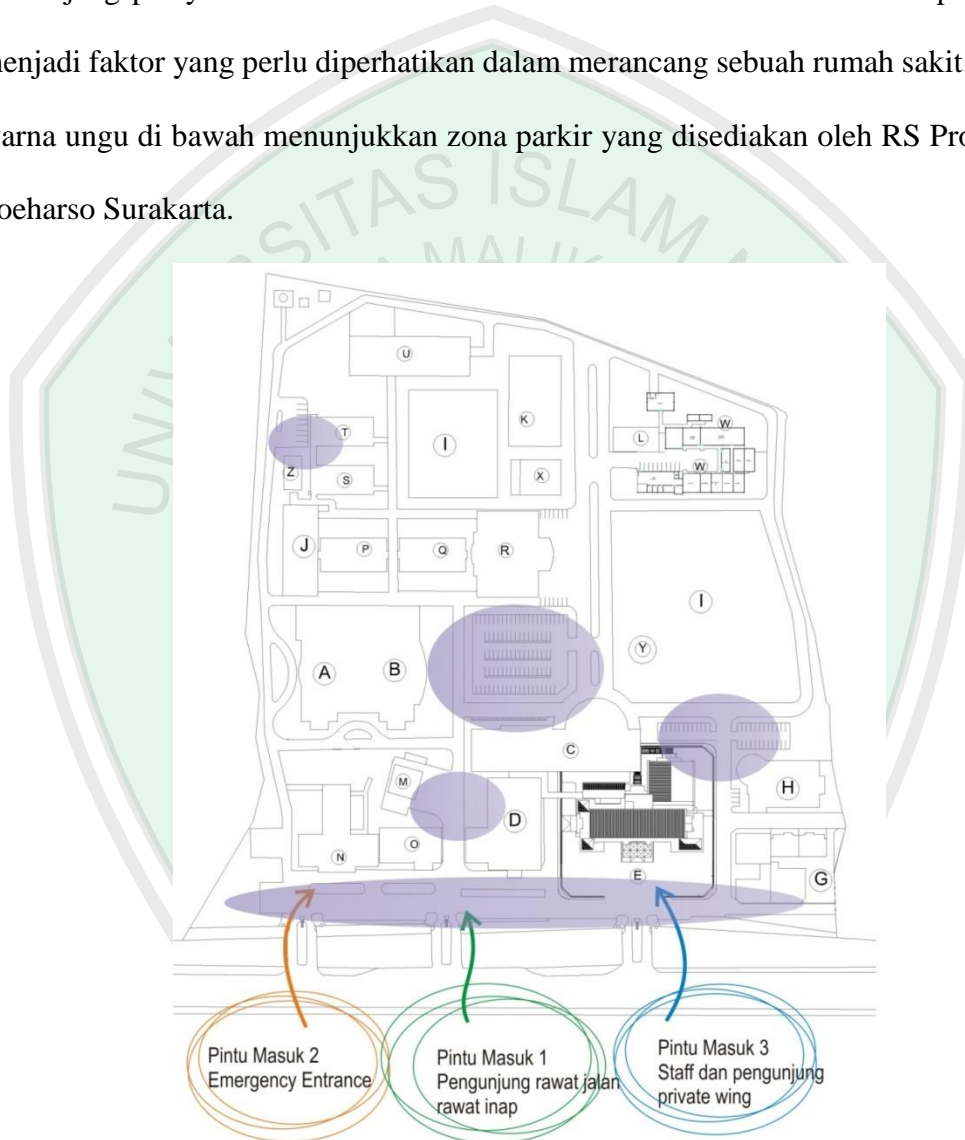 menjadi faktor yang perlu diperhatikan dalam merancang sebuah rumah sakit.
warna ungu di bawah menunjukkan zona parkir yang disediakan oleh RS Pro
oeharso Surakarta.
U
K
T
I
L
W
Z
S
X
W
J
P
Q
R
I
A
B
Y
C
M
D
H
N
O
E
G
Pintu Masuk 2
Emergency Entrance
Pintu Masuk 1
Pengunjung rawat jalan
rawat inap
Pintu Masuk 3
Staff dan pengunjung
private wing